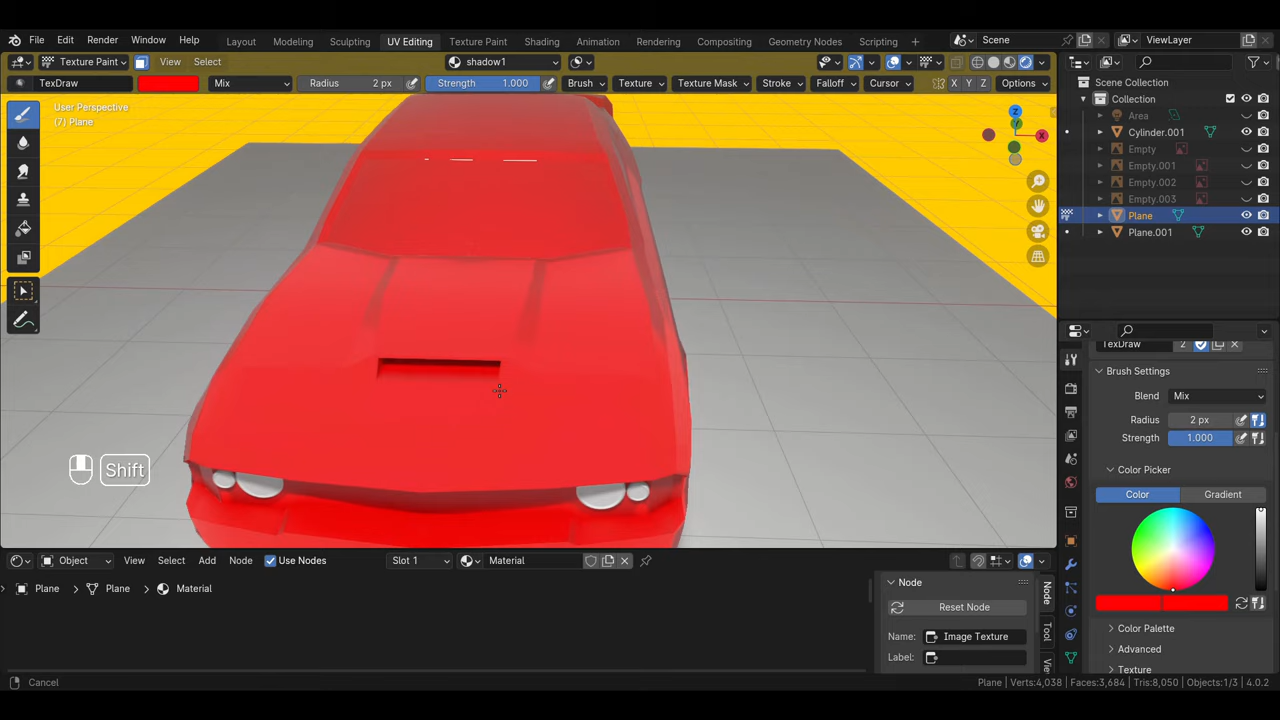 File Edit Render Window Help Layout Modeling Sculpting UV Editing Texture Paint Shading Animation Rendering Compositing Geometry Nodes Scripting + Scene ViewLayer
Texture Paint View Select shadow1
TexDraw Mix Radius 2 px Strength 1.000 Brush Texture Texture Mask Stroke Falloff Cursor X Y Z Options
Scene Collection
Collection
Area
Cylinder.001
Empty
Empty.001
Empty.002
Empty.003
Plane
Plane.001
User Perspective
(7) Plane
Z
X
Shift
TexDraw 2
Brush Settings
Blend Mix
Radius 2 px
Strength 1.000
Color Picker
Color Gradient
Color Palette
Advanced
Texture
Object View Select Add Node Use Nodes Slot 1 Material
Plane > Plane > Material
Node
Reset Node
Name: Image Texture
Label:
Node
Tool
Cancel
Plane | Verts:4,038 | Faces:3,684 | Tris:8,050 | Objects:1/3 | 4.0.2